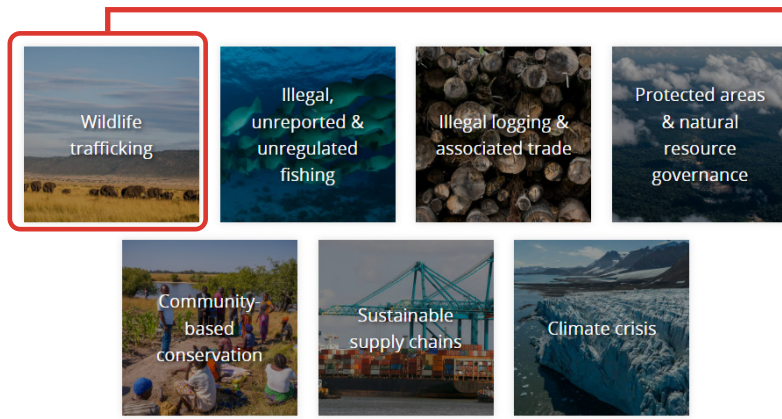 Wildlife
trafficking
Illegal,
unreported &
unregulated
fishing
Illegal logging &
associated trade
Protected areas
& natural
resource
governance
Community-
based
conservation
Sustainable
supply chains
Climate crisis